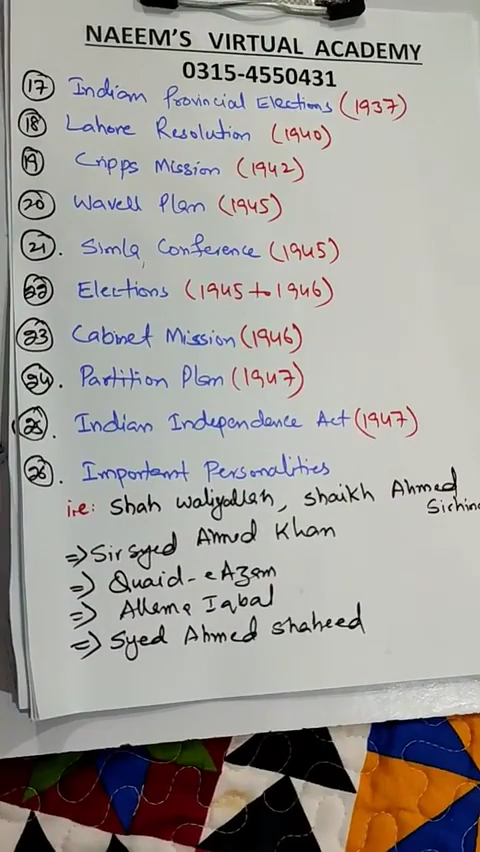 NAEEM'S VIRTUAL ACADEMY
0315-4550431
17 Indian Provincial Elections (1937)
18 Lahore Resolution (1940)
19 Cripps Mission (1942)
20 Wavell Plan (1945)
21. Simla Conference (1945)
22 Elections (1945 to 1946)
23 Cabinet Mission (1946)
24. Partition Plan (1947)
25. Indian Independence Act (1947)
26. Important Personalities
i.e: Shah Waliyallah, Shaikh Ahmed
=> Sir Syed Ahmed Khan
=> Quaid-e Azam
=> Allama Iqbal
=> Syed Ahmed Shaheed